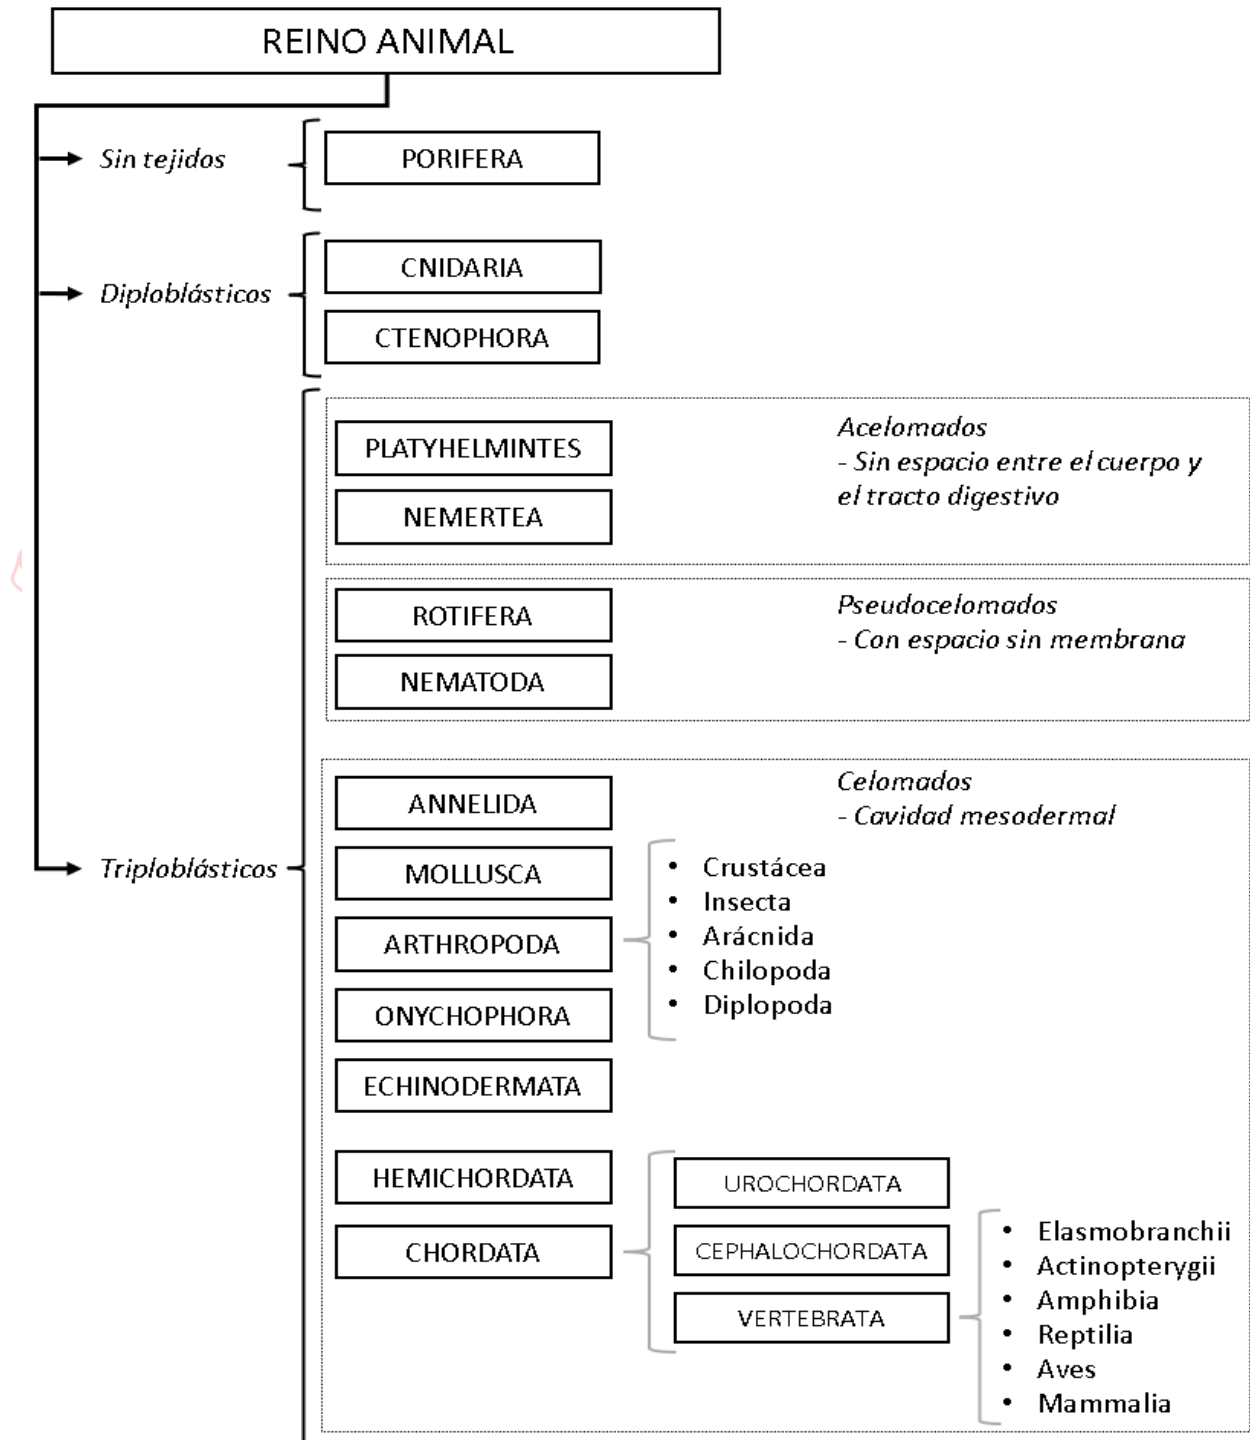 REINO ANIMAL
Sin tejidos
PORIFERA
Diploblásticos
CNIDARIA
CTENOPHORA
Triploblásticos
PLATYHELMINTES
NEMERTEA
Acelomados
- Sin espacio entre el cuerpo y
el tracto digestivo
ROTIFERA
NEMATODA
Pseudocelomados
- Con espacio sin membrana
Celomados
- Cavidad mesodermal
ANNELIDA
MOLLUSCA
ARTHROPODA
• Crustácea
• Insecta
• Arácnida
• Chilopoda
• Diplopoda
ONYCHOPHORA
ECHINODERMATA
HEMICHORDATA
CHORDATA
UROCHORDATA
CEPHALOCHORDATA
VERTEBRATA
• Elasmobranchii
• Actinopterygii
• Amphibia
• Reptilia
• Aves
• Mammalia